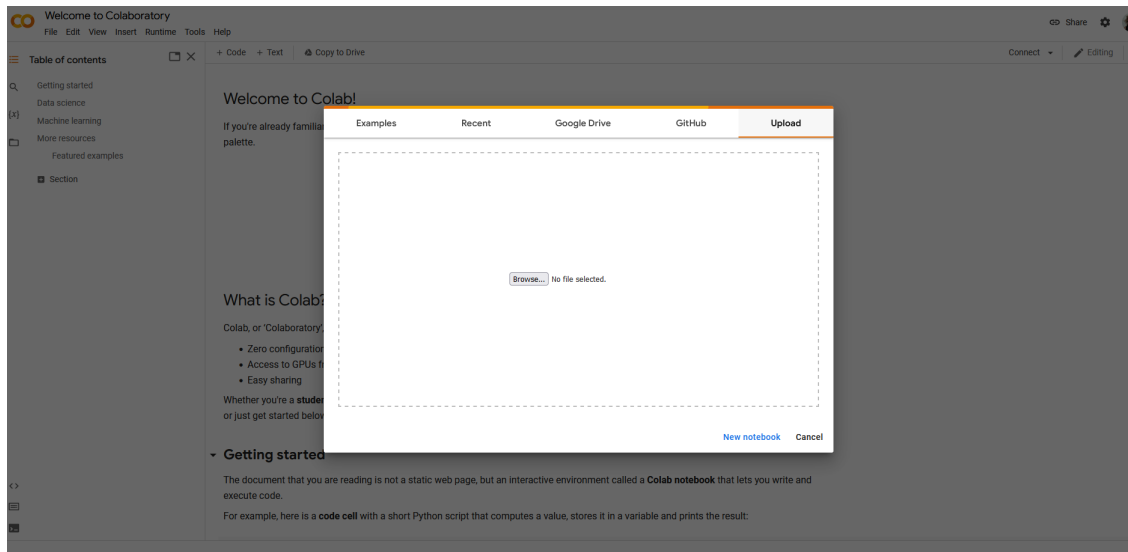 Welcome to Colaboratory
File Edit View Insert Runtime Tools Help
Share
Table of contents
+ Code + Text Copy to Drive
Connect Editing
Getting started
Data science
Machine learning
More resources
Featured examples
Section
Welcome to Colab!
If you're already familiar
palette.
Examples Recent Google Drive GitHub Upload
Browse... No file selected.
New notebook Cancel
What is Colab?
Colab, or 'Colaboratory',
• Zero configuration
• Access to GPUs
• Easy sharing
Whether you're a
or just get started below
Getting started
The document that you are reading is not a static web page, but an interactive environment called a Colab notebook that lets you write and
execute code.
For example, here is a code cell with a short Python script that computes a value, stores it in a variable and prints the result: